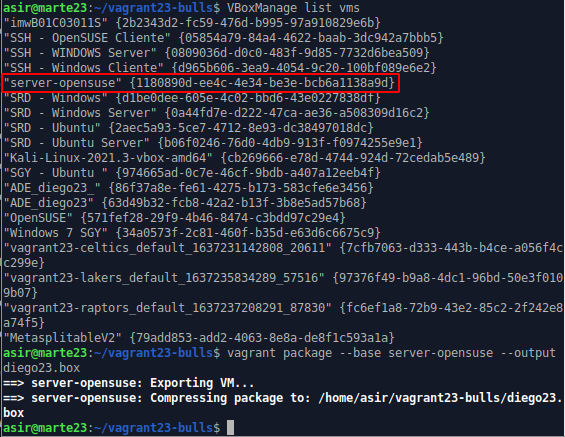 asir@marte23:~/vagrant23-bulls$ VBoxManage list vms
"imwB01C03011S" {2b2343d2-fc59-476d-b995-97a910829e6b}
"SSH - OpenSUSE Cliente" {05854a79-84a4-4622-baab-3dc942a7bbb5}
"SSH - WINDOWS Server" {0809036d-d0c0-483f-9d85-7732d6bea509}
"SSH - Windows Cliente" {d965b606-3ea9-4054-9c20-100bf089e6e2}
"server-opensuse" {1180890d-ee4c-4e34-be3e-bcb6a1138a9d}
"SRD - Windows" {d1be0dee-605e-4c02-bbd6-43e0227838df}
"SRD - Windows Server" {0a44fd7e-d222-47ca-ae36-a508309d16c2}
"SRD - Ubuntu" {2aec5a93-5ce7-4712-8e93-dc38497018dc}
"SRD - Ubuntu Server" {b06f0246-76d0-4db9-913f-f0974255e9e1}
"Kali-Linux-2021.3-vbox-amd64" {cb269666-e78d-4744-924d-72cedab5e489}
"SGY - Ubuntu " {974665ad-0c7e-46cf-9bdb-a407a12eeb4f}
"ADE_diego23_" {86f37a8e-fe61-4275-b173-583cfe6e3456}
"ADE_diego23" {63d49b32-fcb8-42a2-b13f-3b8e5ad57b68}
"OpenSUSE" {571fef28-29f9-4b46-8474-c3bdd97c29e4}
"Windows 7 SGY" {34a0573f-2c81-460f-b35d-e63d6c6675c9}
"vagrant23-celtics_default_1637231142808_20611" {7cfb7063-d333-443b-b4ce-a056f4c
c299e}
"vagrant23-lakers_default_1637235834289_57516" {97376f49-b9a8-4dc1-96bd-50e3f010
9b07}
"vagrant23-raptors_default_1637237208291_87830" {fc6ef1a8-72b9-43e2-85c2-2f242e8
a74f5}
"MetasplitableV2" {79add853-add2-4063-8e8a-de8f1c593a1a}
asir@marte23:~/vagrant23-bulls$ vagrant package --base server-opensuse --output
diego23.box
==> server-opensuse: Exporting VM...
==> server-opensuse: Compressing package to: /home/asir/vagrant23-bulls/diego23.
box
asir@marte23:~/vagrant23-bulls$